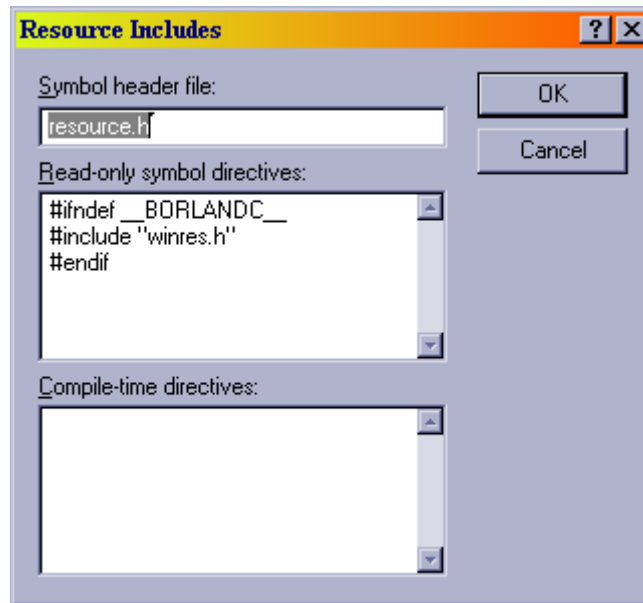 Resource Includes
Symbol header file:
resource.h
OK
Cancel
Read-only symbol directives:
#ifndef __BORLANDC__
#include "winres.h"
#endif
Compile-time directives: